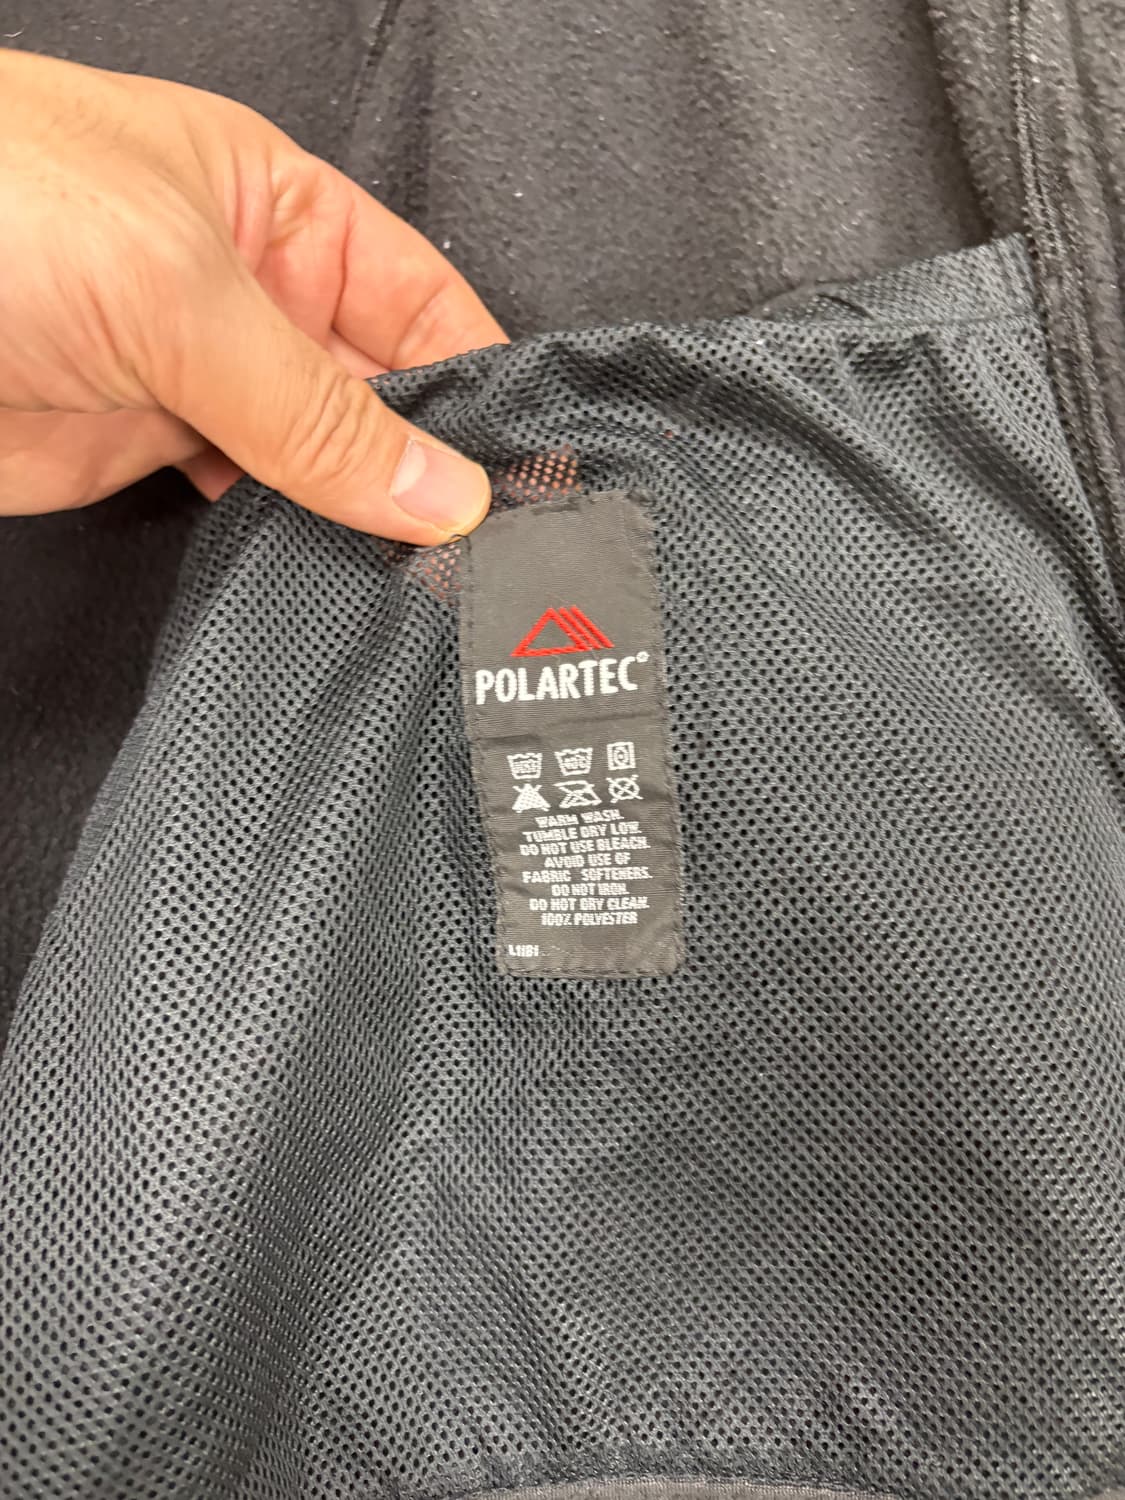 POLARTEC®
40°C
WARM WASH.
TUMBLE DRY LOW.
DO NOT USE BLEACH.
AVOID USE OF
FABRIC SOFTENERS.
DO NOT IRON.
DO NOT DRY CLEAN.
100% POLYESTER